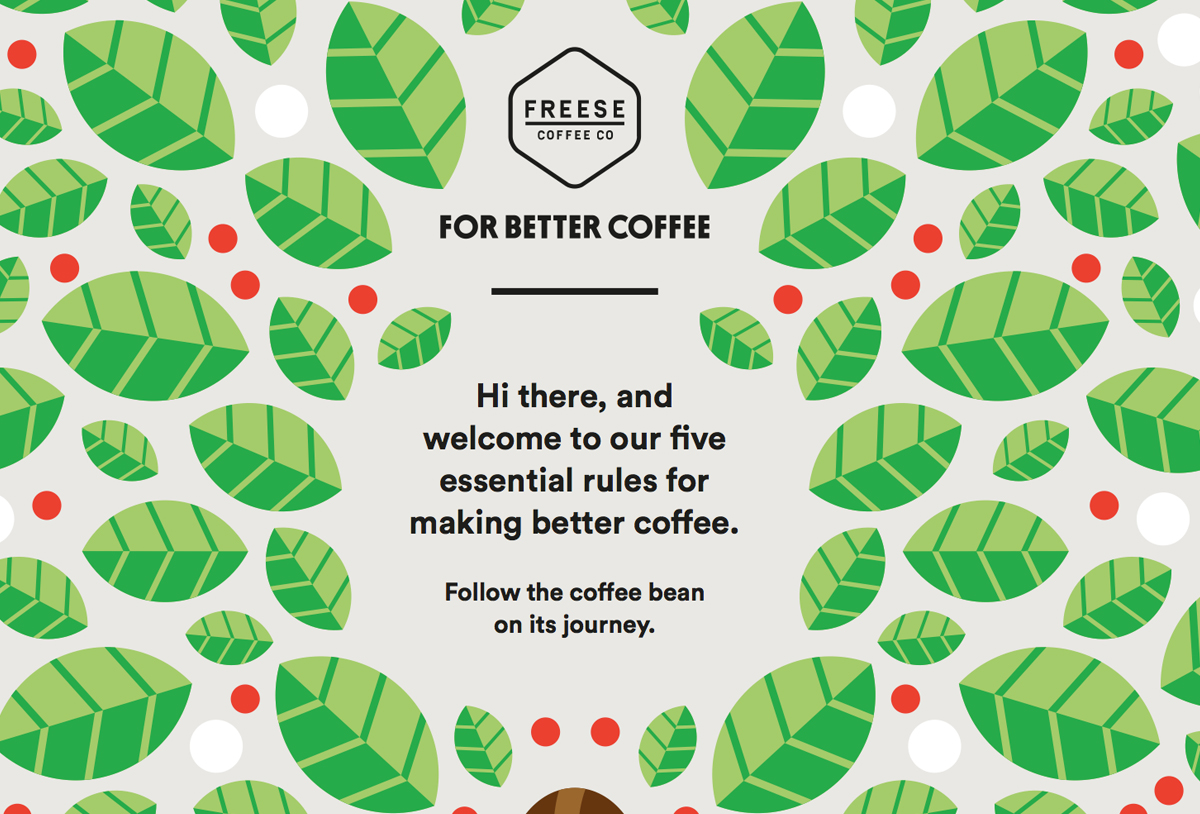 FREESE
COFFEE CO
FOR BETTER COFFEE
Hi there, and
welcome to our five
essential rules for
making better coffee.
Follow the coffee bean
on its journey.